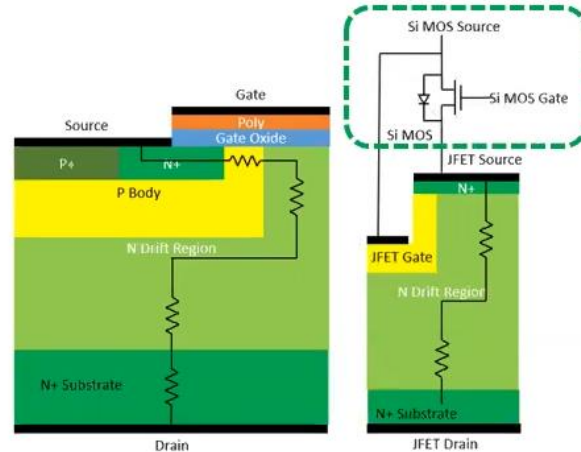 Gate
Source
Poly
Gate Oxide
P+
N+
P Body
N Drift Region
N+ Substrate
Drain
Si MOS Source
Si MOS Gate
Si MOS
JFET Source
N+
JFET Gate
N Drift Region
N+ Substrate
JFET Drain